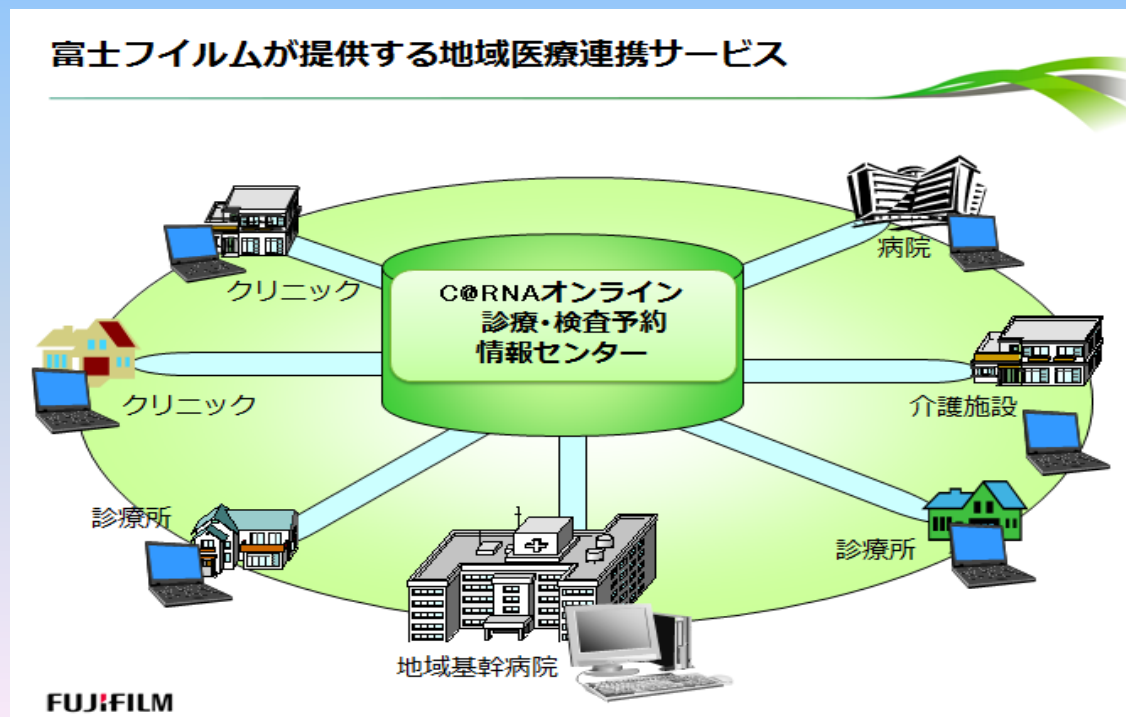 富士フイルムが提供する地域医療連携サービス
病院
クリニック
C@RNAオンライン
診療・検査予約
情報センター
クリニック
介護施設
診療所
診療所
地域基幹病院
FUJIFILM